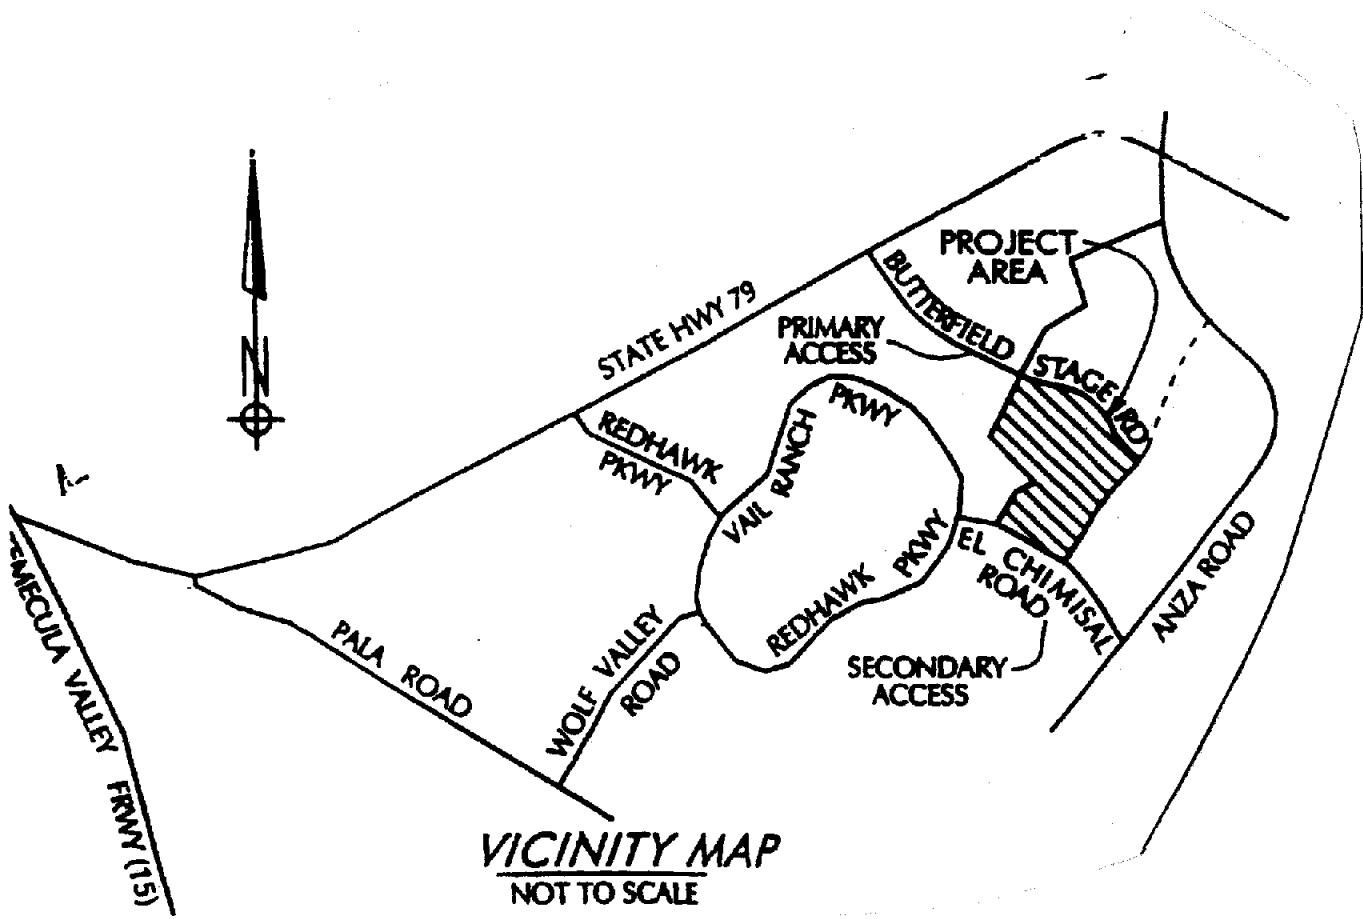 PROJECT
AREA
BUTTERFIELD STAGE RD
STATE HWY 79
PRIMARY
ACCESS
N
REDHAWK
PKWY
VAIL RANCH PKWY
REDHAWK PKWY
EL CHIMISAL
ROAD
ANZA ROAD
EMECULA VALLEY FRWY (15)
PALA ROAD
WOLF VALLEY
ROAD
SECONDARY
ACCESS
VICINITY MAP
NOT TO SCALE